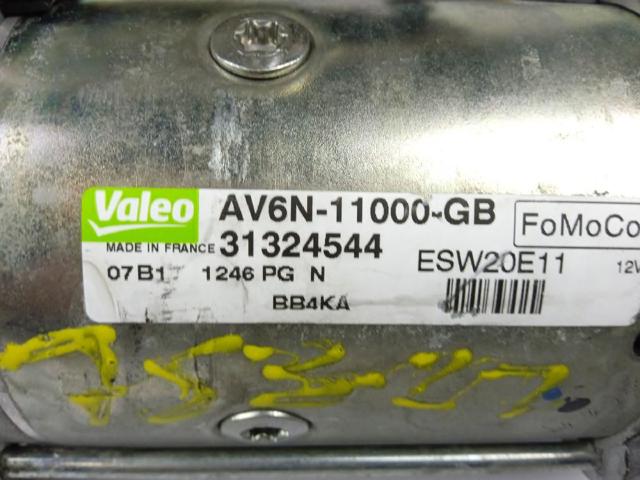 Valeo AV6N-11000-GB FoMoCo
MADE IN FRANCE 31324544 ESW20E11 12V
07B1 1246 PG N
BB4KA